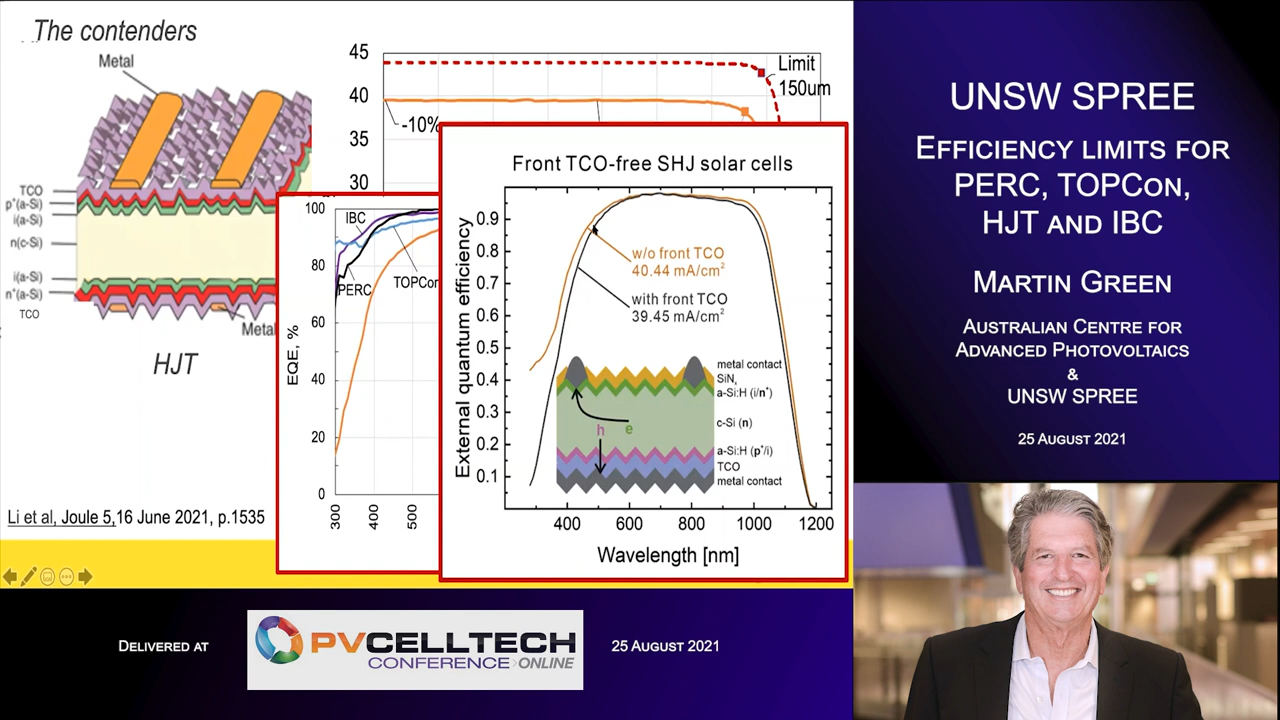 The contenders
Metal
TCO
p⁺(a-Si)
i(a-Si)
n(c-Si)
i(a-Si)
n⁺(a-Si)
TCO
Metal
HJT
Li et al, Joule 5,16 June 2021, p.1535
45
40
35
30
Limit
150um
-10%
100
80
60
40
20
0
EQE, %
IBC
PERC
TOPCon
300
400
500
Front TCO-free SHJ solar cells
External quantum efficiency
0.9
0.8
0.7
0.6
0.5
0.4
0.3
0.2
0.1
w/o front TCO
40.44 mA/cm²
with front TCO
39.45 mA/cm²
metal contact
SiNₓ
a-Si:H (i/n⁺)
c-Si (n)
a-Si:H (p⁺/i)
TCO
metal contact
h
e
400
600
800
1000
1200
Wavelength [nm]
UNSW SPREE
Efficiency limits for
PERC, TOPCon,
HJT and IBC
Martin Green
Australian Centre for
Advanced Photovoltaics
&
UNSW SPREE
25 August 2021
Delivered at
PVCELLTECH
CONFERENCE>ONLINE
25 August 2021